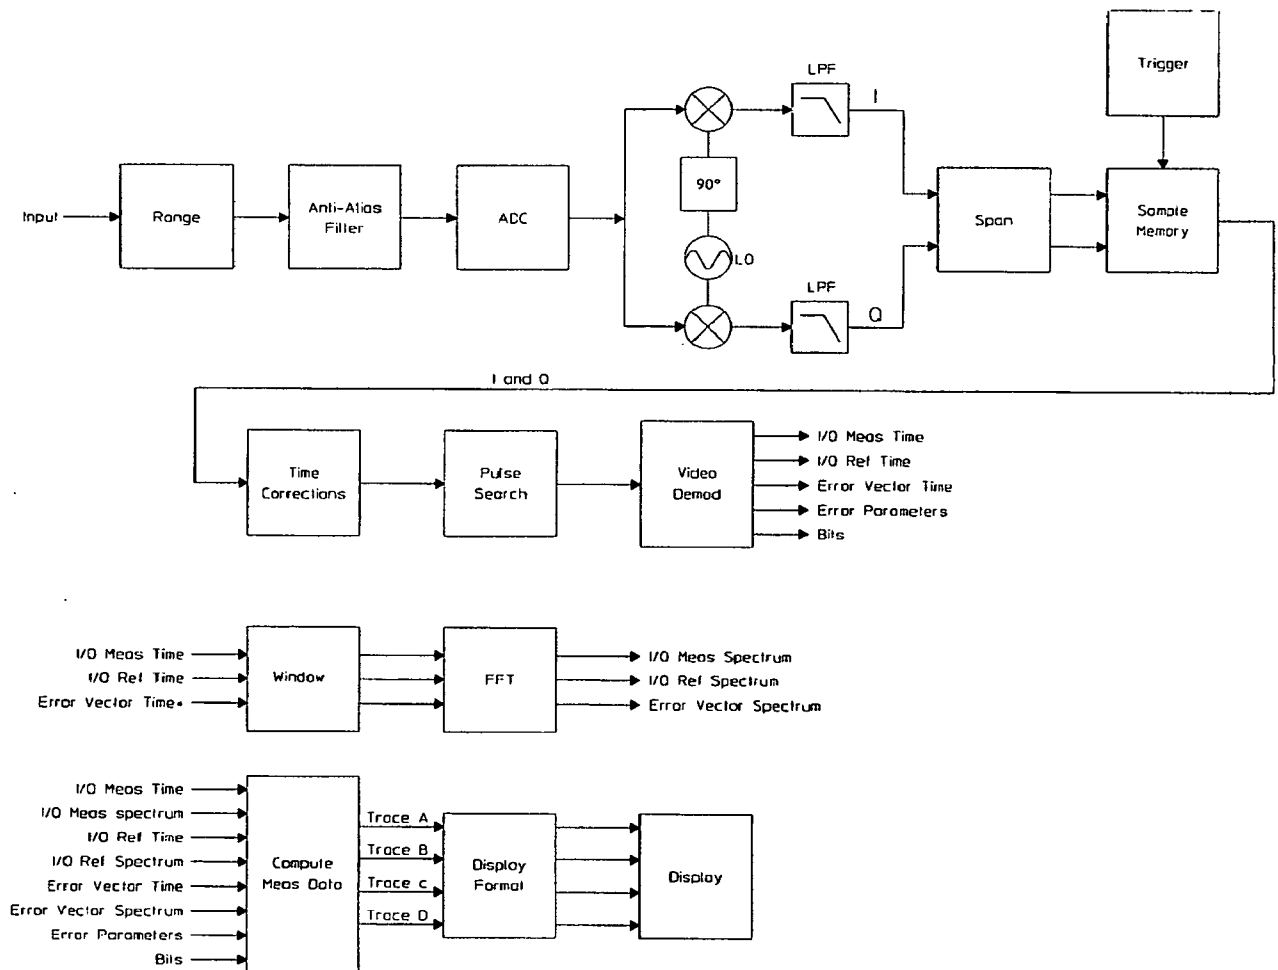 Trigger
LPF
I
90°
Input
Range
Anti-Alias
Filter
ADC
Span
Sample
Memory
LO
LPF
Q
I and Q
Time
Corrections
Pulse
Search
Video
Demod
I/Q Meas Time
I/Q Ref Time
Error Vector Time
Error Parameters
Bits
I/Q Meas Time
I/Q Ref Time
Error Vector Time
Window
FFT
I/Q Meas Spectrum
I/Q Ref Spectrum
Error Vector Spectrum
I/Q Meas Time
I/Q Meas spectrum
I/Q Ref Time
I/Q Ref Spectrum
Error Vector Time
Error Vector Spectrum
Error Parameters
Bits
Compute
Meas Data
Trace A
Trace B
Trace c
Trace D
Display
Format
Display